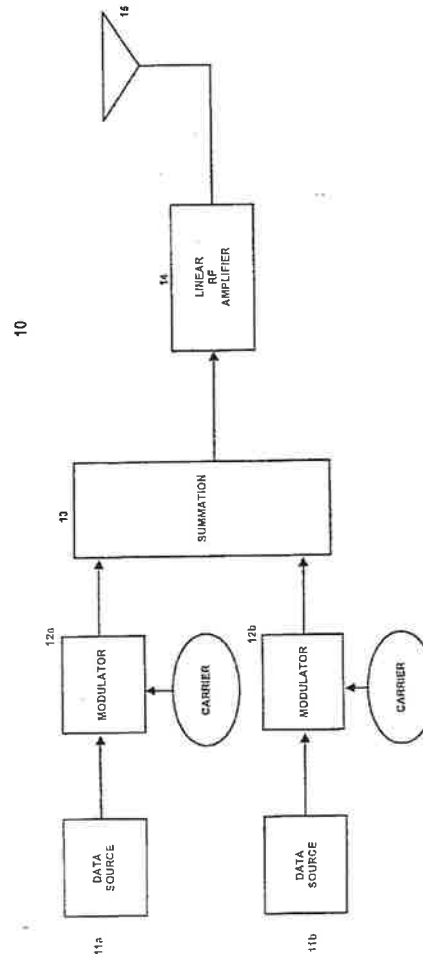 10
11a
DATA
SOURCE
12a
MODULATOR
CARRIER
13
SUMMATION
14
LINEAR
RF
AMPLIFIER
15
11b
DATA
SOURCE
12b
MODULATOR
CARRIER